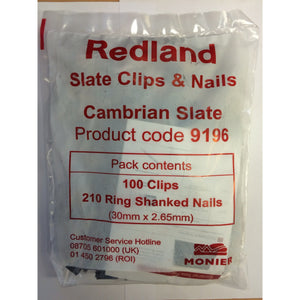 Redland
Slate Clips & Nails
Cambrian Slate
Product code 9196
Pack contents
100 Clips
210 Ring Shanked Nails
(30mm x 2.65mm)
Customer Service Hotline
08705 601000 (UK)
01 450 2796 (ROI)
MONIER